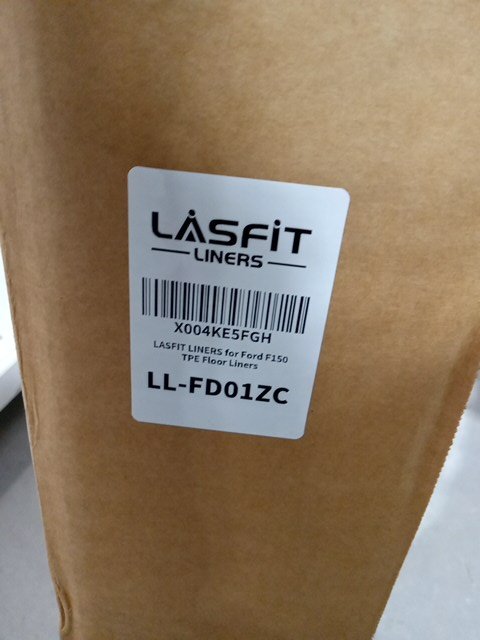 LASFIT
LINERS
X004KE5FGH
LASFIT LINERS for Ford F150
TPE Floor Liners
LL-FD01ZC